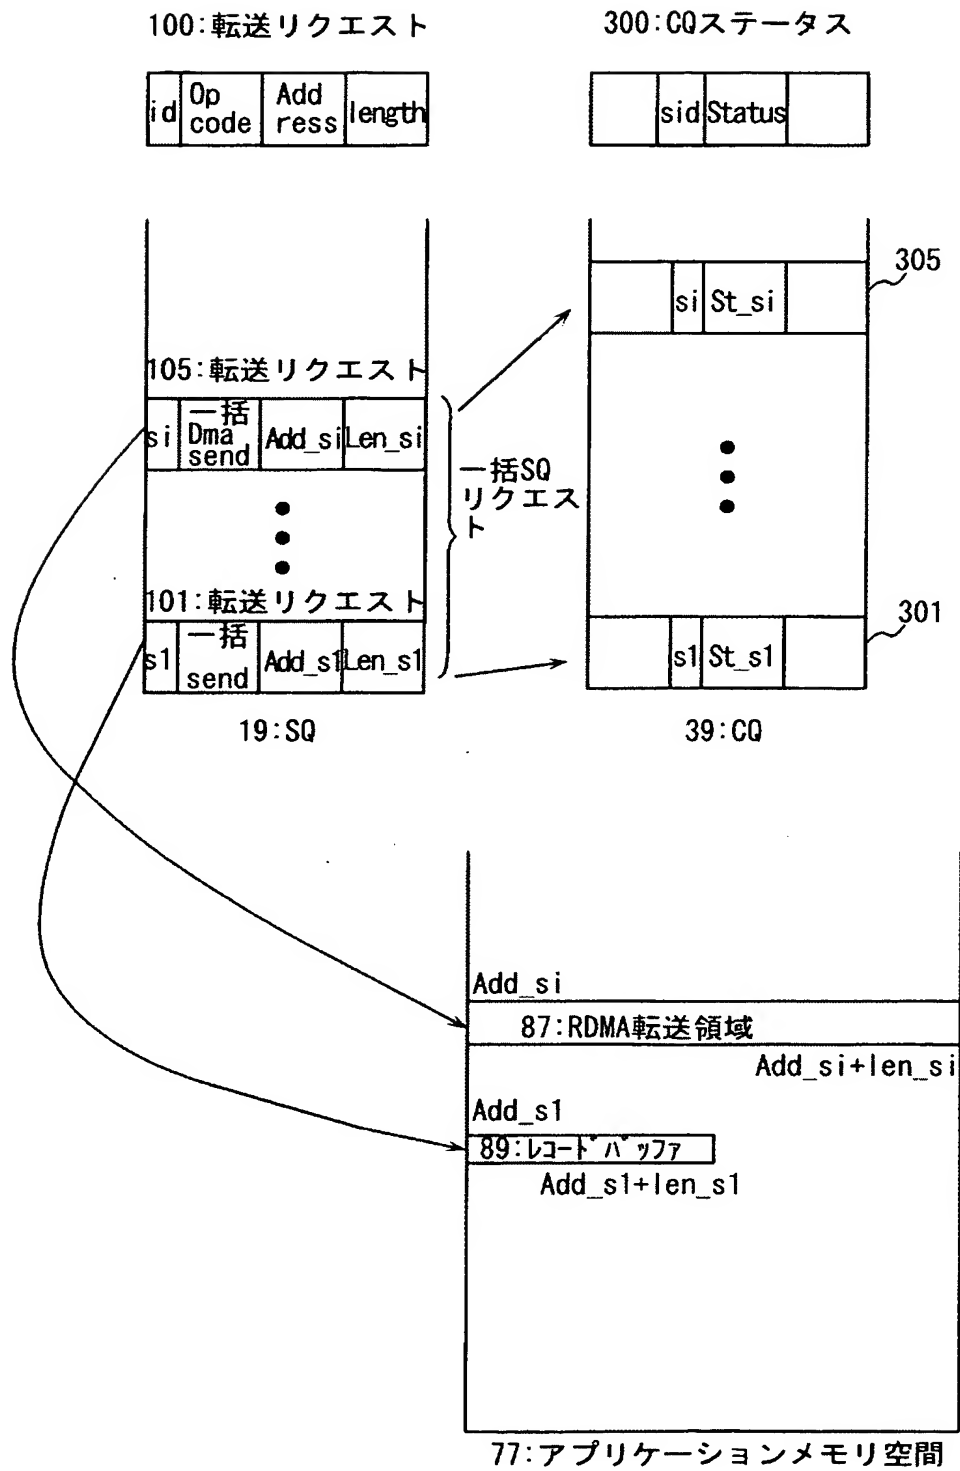 100:転送リクエスト
300:CQステータス
id
Op
code
Add
ress
length
sid
Status
305
si
St_si
105:転送リクエスト
si
一括
Dma
send
Add_si
Len_si
一括SQ
リクエス
ト
101:転送リクエスト
301
s1
一括
send
Add_s1
Len_s1
s1
St_s1
19:SQ
39:CQ
Add_si
87:RDMA転送領域
Add_si+len_si
Add_s1
89:ﾚｺｰﾄﾞﾊﾞｯﾌｧ
Add_s1+len_s1
77:アプリケーションメモリ空間